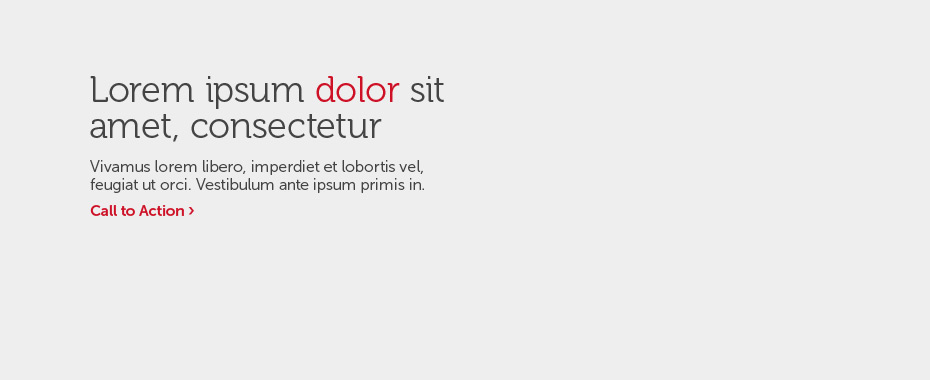 Lorem ipsum dolor sit
amet, consectetur
Vivamus lorem libero, imperdiet et lobortis vel,
feugiat ut orci. Vestibulum ante ipsum primis in.
Call to Action ›